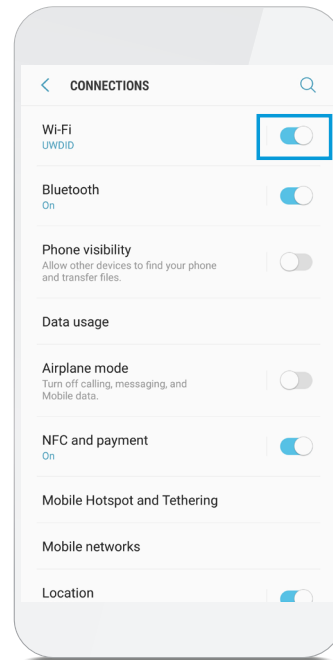 CONNECTIONS
Wi-Fi
UWDID
Bluetooth
On
Phone visibility
Allow other devices to find your phone
and transfer files.
Data usage
Airplane mode
Turn off calling, messaging, and
Mobile data.
NFC and payment
On
Mobile Hotspot and Tethering
Mobile networks
Location